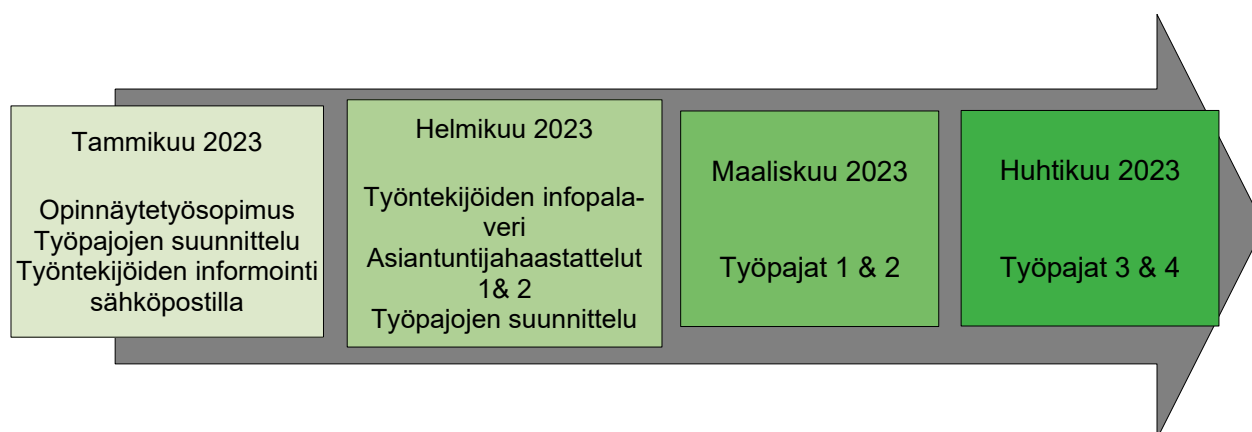 Tammikuu 2023
Opinnäytetyösopimus
Työpajojen suunnittelu
Työntekijöiden informointi
sähköpostilla
Helmikuu 2023
Työntekijöiden infopala-
veri
Asiantuntijahaastattelut
1& 2
Työpajojen suunnittelu
Maaliskuu 2023
Työpajat 1 & 2
Huhtikuu 2023
Työpajat 3 & 4